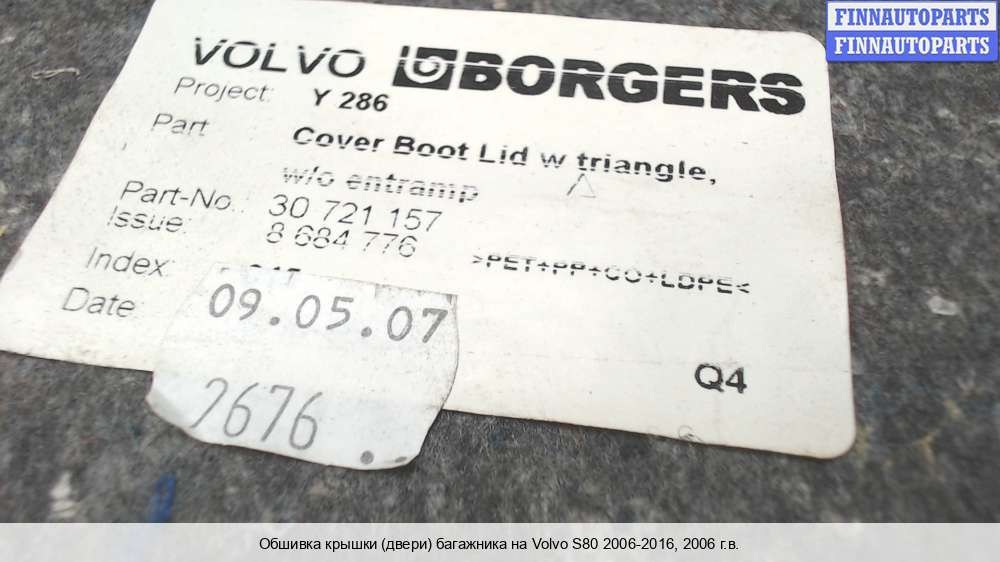 FINNAUTOPARTS
FINNAUTOPARTS
VOLVO BORGERS
Project: Y 286
Part Cover Boot Lid w triangle,
w/o entramp
Part-No.: 30 721 157
Issue: 8 684 776
>PET+PP+CO+LDPE<
Index:
Date: 09.05.07
2676
Q4
Обшивка крышки (двери) багажника на Volvo S80 2006-2016, 2006 г.в.